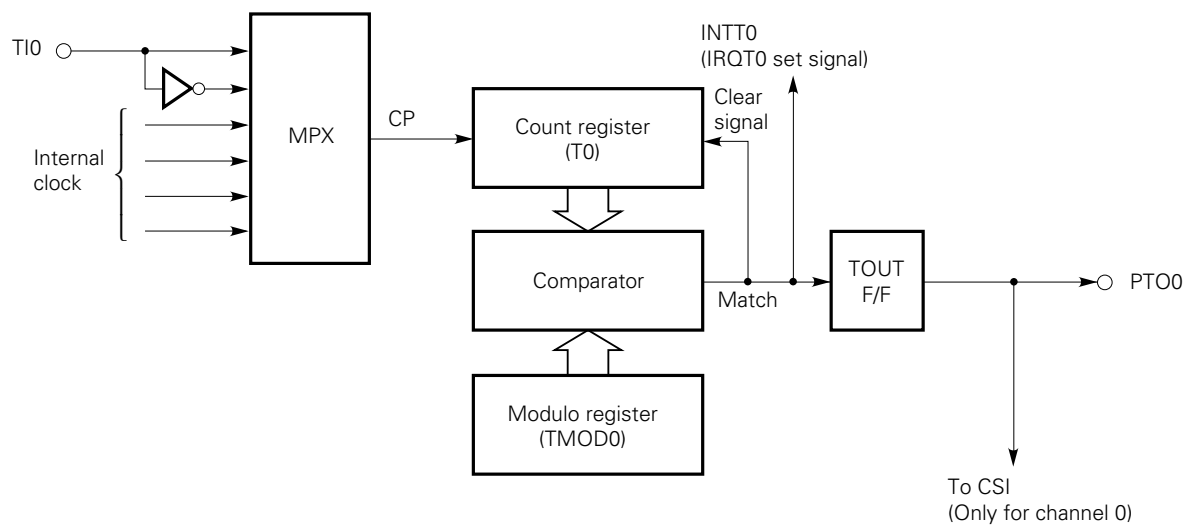 TI0
Internal
clock
MPX
CP
Count register
(T0)
Clear
signal
INTT0
(IRQT0 set signal)
Comparator
Match
TOUT
F/F
PTO0
Modulo register
(TMOD0)
To CSI
(Only for channel 0)